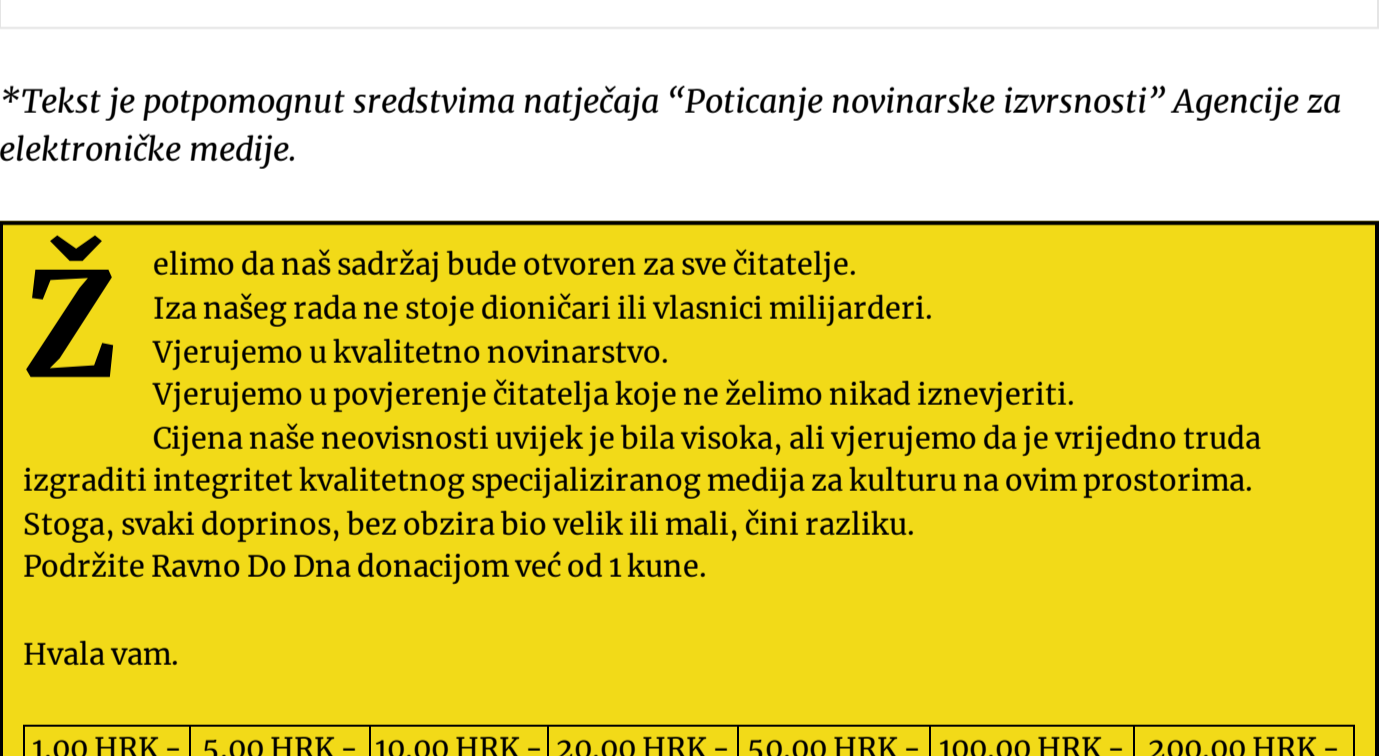 *Tekst je potpomognut sredstvima natječaja “Poticanje novinarske izvrsnosti” Agencije za
elektroničke medije.
Želimo da naš sadržaj bude otvoren za sve čitatelje.
Iza našeg rada ne stoje dioničari ili vlasnici milijarderi.
Vjerujemo u kvalitetno novinarstvo.
Vjerujemo u povjerenje čitatelja koje ne želimo nikad iznevjeriti.
Cijena naše neovisnosti uvijek je bila visoka, ali vjerujemo da je vrijedno truda
izgraditi integritet kvalitetnog specijaliziranog medija za kulturu na ovim prostorima.
Stoga, svaki doprinos, bez obzira bio velik ili mali, čini razliku.
Podržite Ravno Do Dna donacijom već od 1 kune.
Hvala vam.
1,00 HRK - 5,00 HRK - 10,00 HRK - 20,00 HRK - 50,00 HRK - 100,00 HRK - 200,00 HRK -